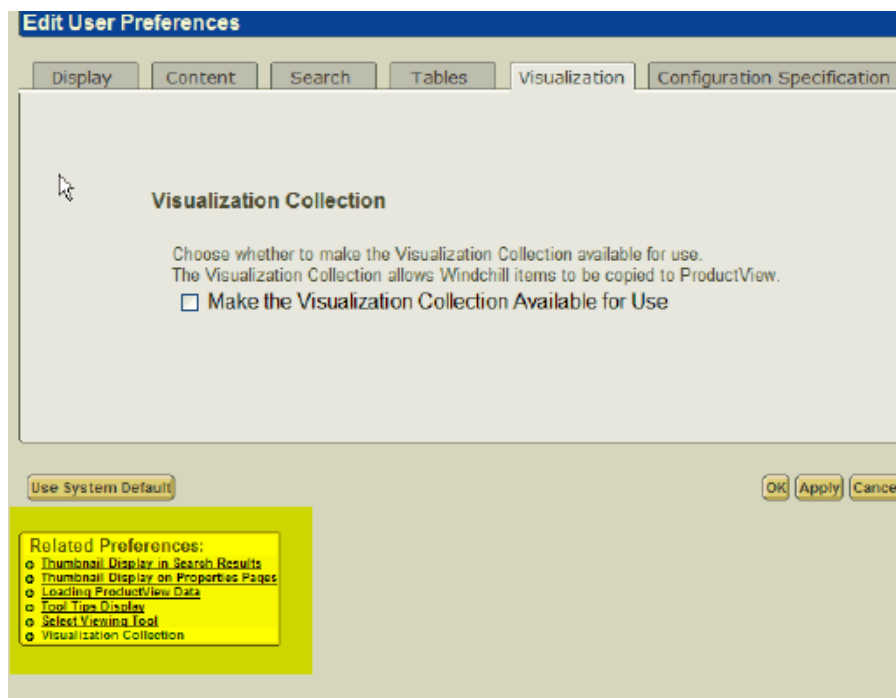 Edit User Preferences
Display Content Search Tables Visualization Configuration Specification
Visualization Collection
Choose whether to make the Visualization Collection available for use.
The Visualization Collection allows Windchill items to be copied to ProductView.
Make the Visualization Collection Available for Use
Use System Default OK Apply Cance
Related Preferences:
Thumbnail Display in Search Results
Thumbnail Display on Properties Pages
Loading ProductView Data
Tool Tips Display
Select Viewing Tool
Visualization Collection